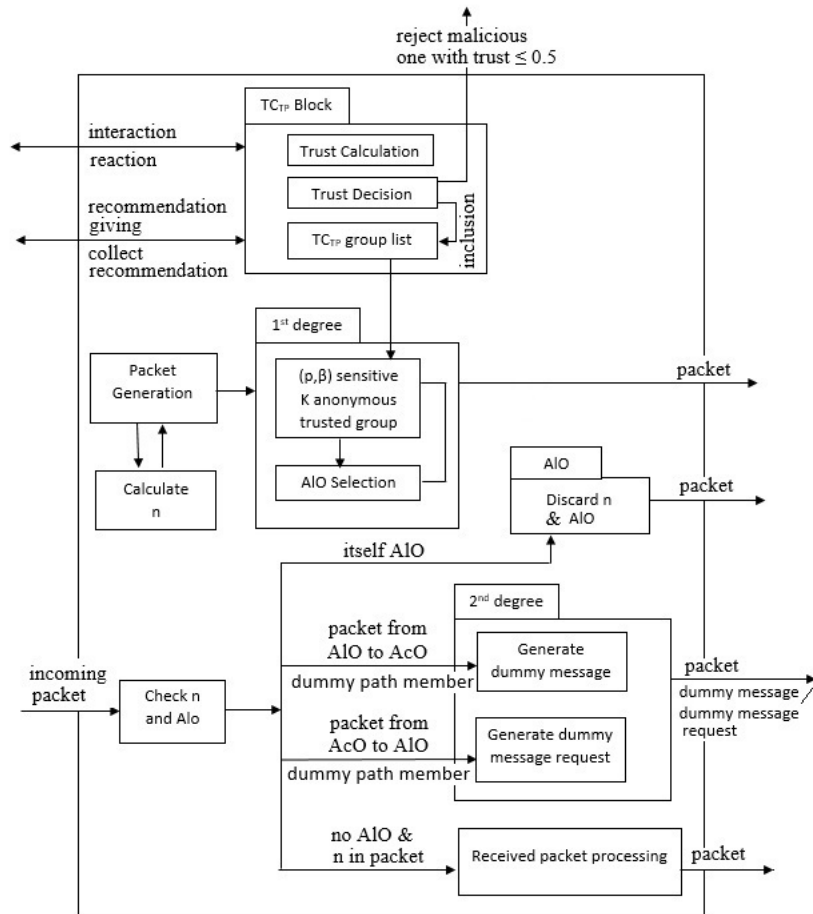 reject malicious
one with trust ≤ 0.5
TC_TP Block
interaction
reaction
Trust Calculation
Trust Decision
recommendation
giving
TC_TP group list
inclusion
collect
recommendation
1st degree
Packet
Generation
(p,β) sensitive
K anonymous
trusted group
packet
Calculate
n
AlO Selection
AlO
Discard n
& AlO
packet
itself AlO
2nd degree
packet from
AlO to AcO
dummy path member
Generate
dummy message
incoming
packet
Check n
and Alo
packet
dummy message /
dummy message
request
packet from
AcO to AlO
dummy path member
Generate dummy
message request
no AlO &
n in packet
Received packet processing
packet